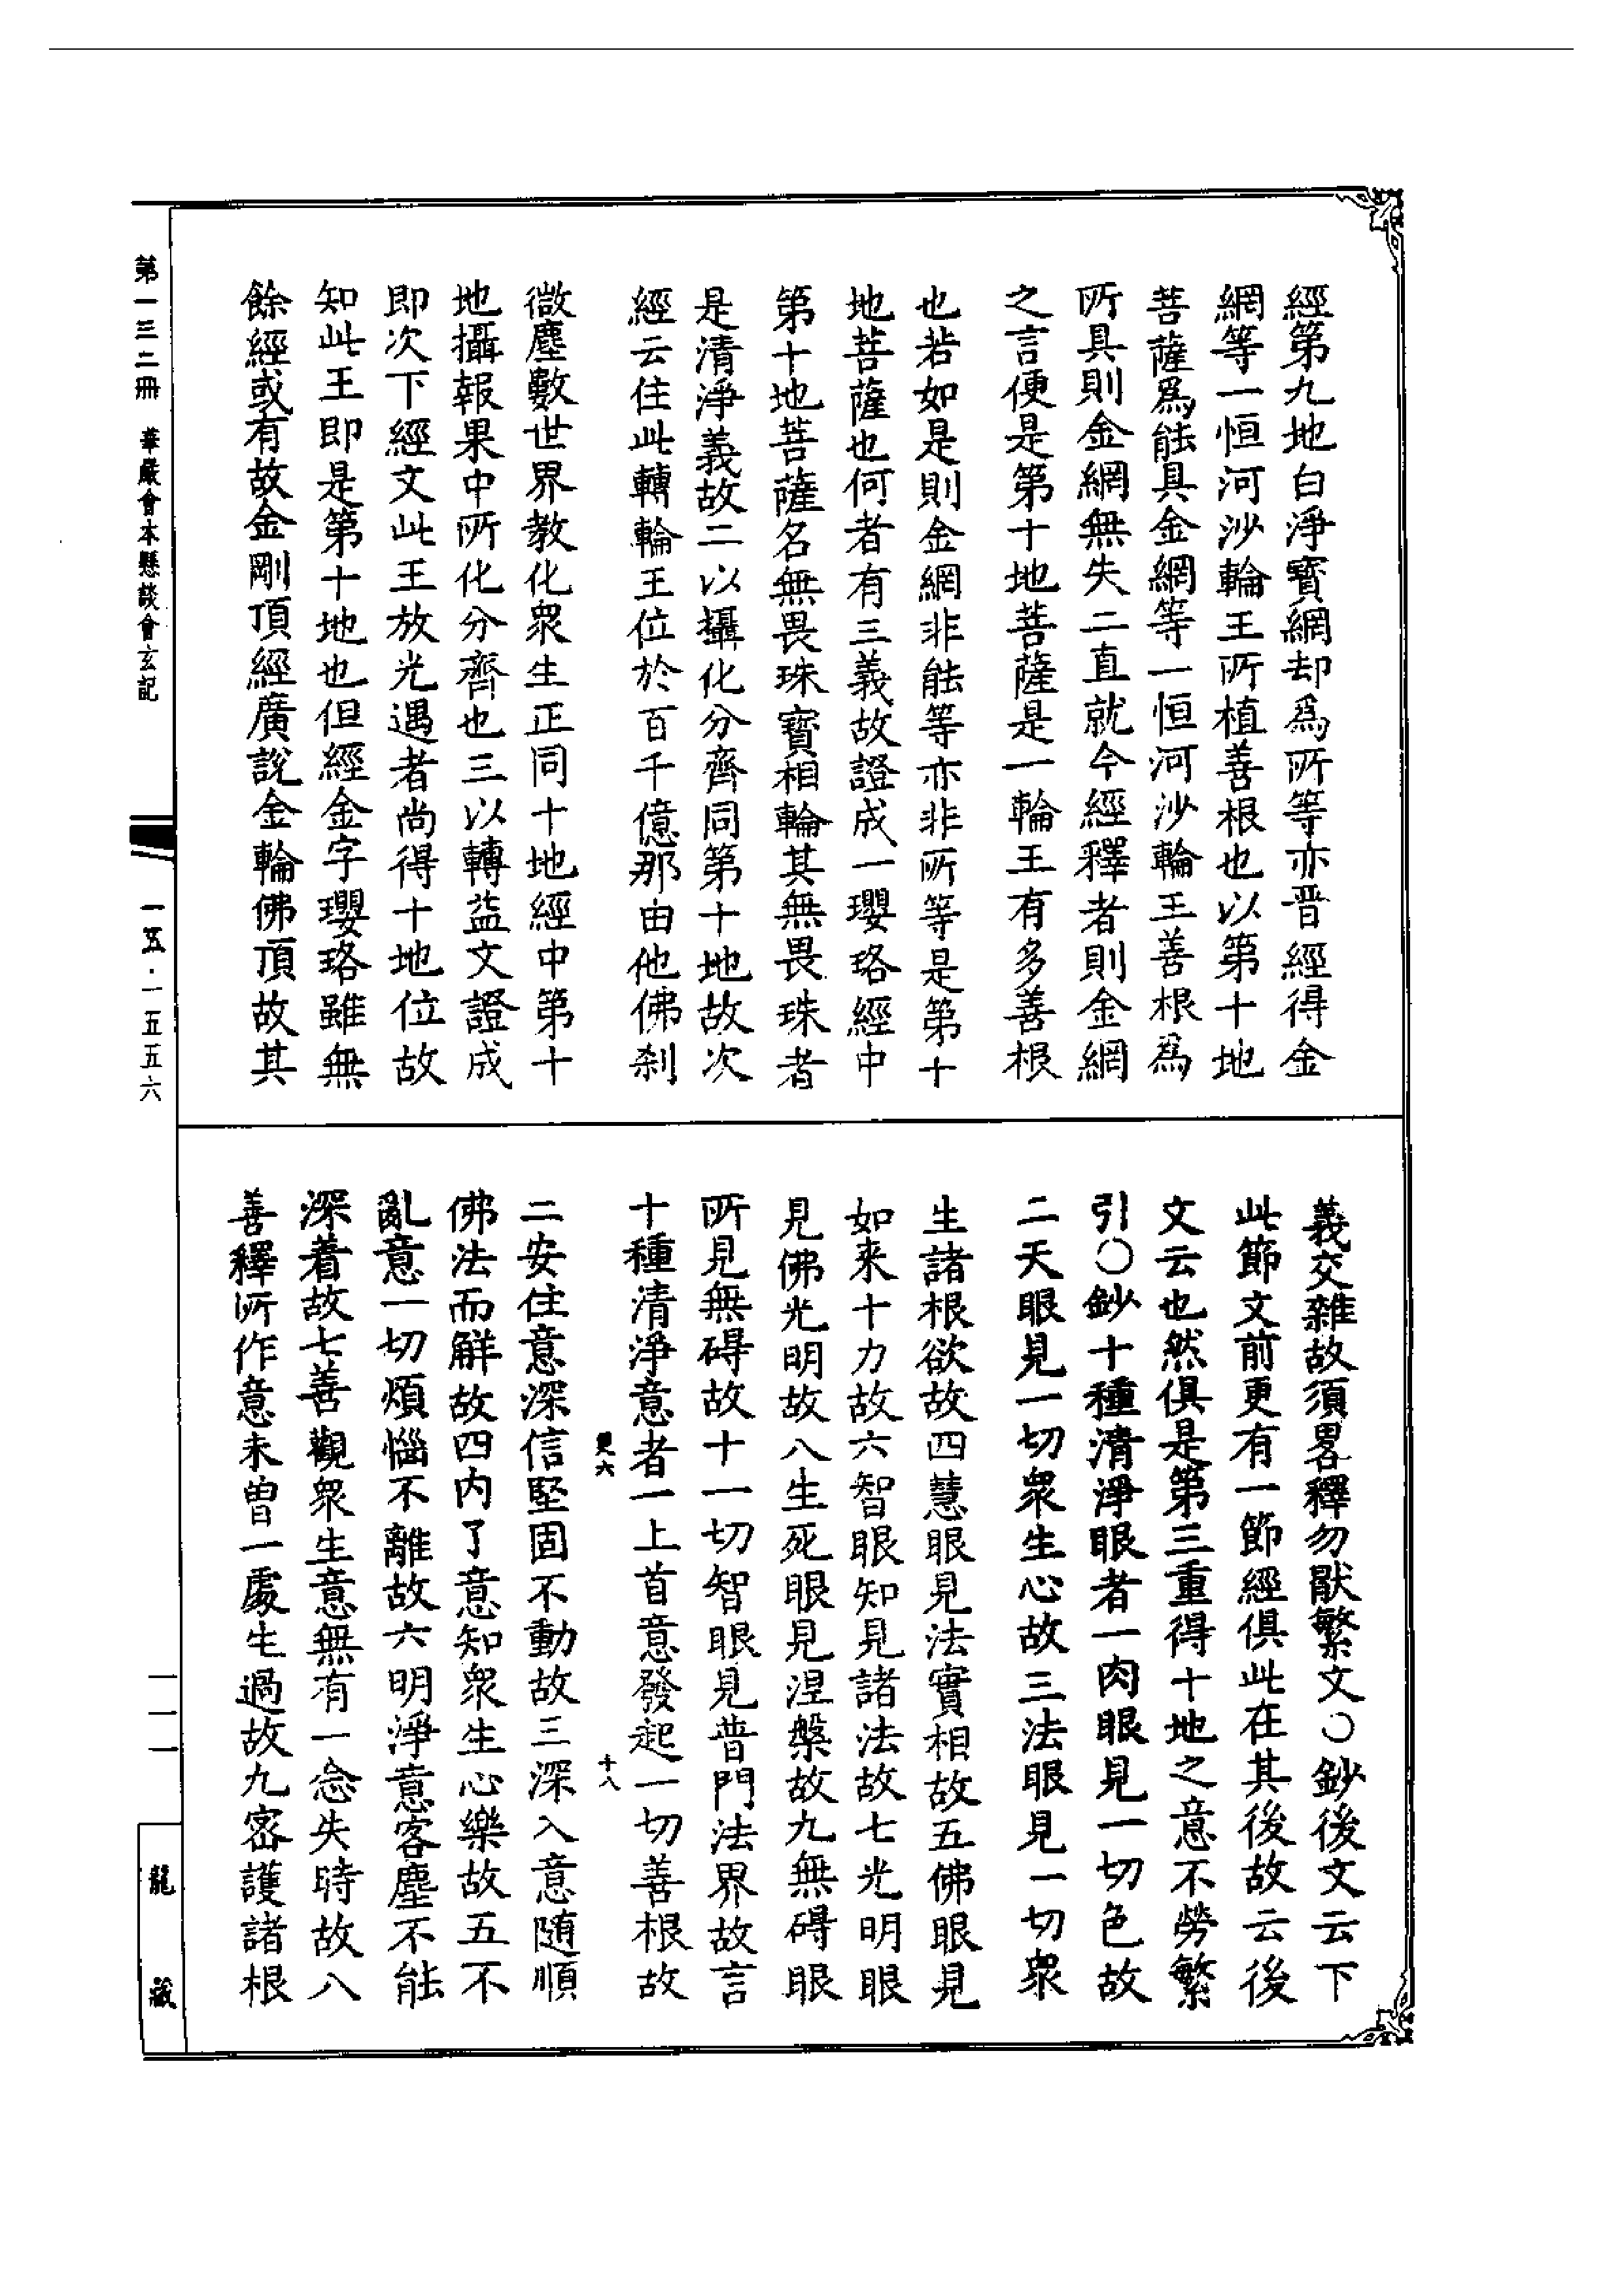 經第九地白淨寳網却爲所等亦晋經得金
網等一恒河沙輪王所植善根也以第十地
菩薩爲能具金網等一恒河沙輪王善根爲
所具則金網無失二直就今經釋者則金網
之言便是第十地菩薩是一輪王有多善根
也若如是則金網非能等亦非所等是第十
地菩薩也何者有三義故證成一瓔珞經中
第十地菩薩名無畏珠寳相輪其無畏珠者
是清淨義故二以攝化分齊同第十地故次
經云住此轉輪王位於百千億那由他佛刹
微塵數世界教化衆生正同十地經中第十
地攝報果中所化分齊也三以轉益文證成
即次下經文此王放光遇者尚得十地位故
知此王即是第十地也但經金字瓔珞雖無
餘經或有故金剛頂經廣說金輪佛頂故其
義交雜故須畧釋勿厭繁文○鈔後文云下
此節文前更有一節經俱此在其後故云後
文云也然俱是第三重得十地之意不勞繁
引○鈔十種清淨眼者一肉眼見一切色故
二天眼見一切衆生心故三法眼見一切衆
生諸根欲故四慧眼見法實相故五佛眼見
如来十力故六智眼知見諸法故七光明眼
見佛光明故八生死眼見涅槃故九無碍眼
所見無碍故十一切智眼見普門法界故言
十種清淨意者一上首意發起一切善根故
更六 十八
二安住意深信堅固不動故三深入意随順
佛法而解故四内了意知衆生心樂故五不
亂意一切煩惱不離故六明淨意客塵不能
深着故七善觀衆生意無有一念失時故八
善釋所作意未曾一處生過故九密護諸根
第一三二冊 華嚴會本懸談會玄記
一五·一五五六
一一一
龍藏